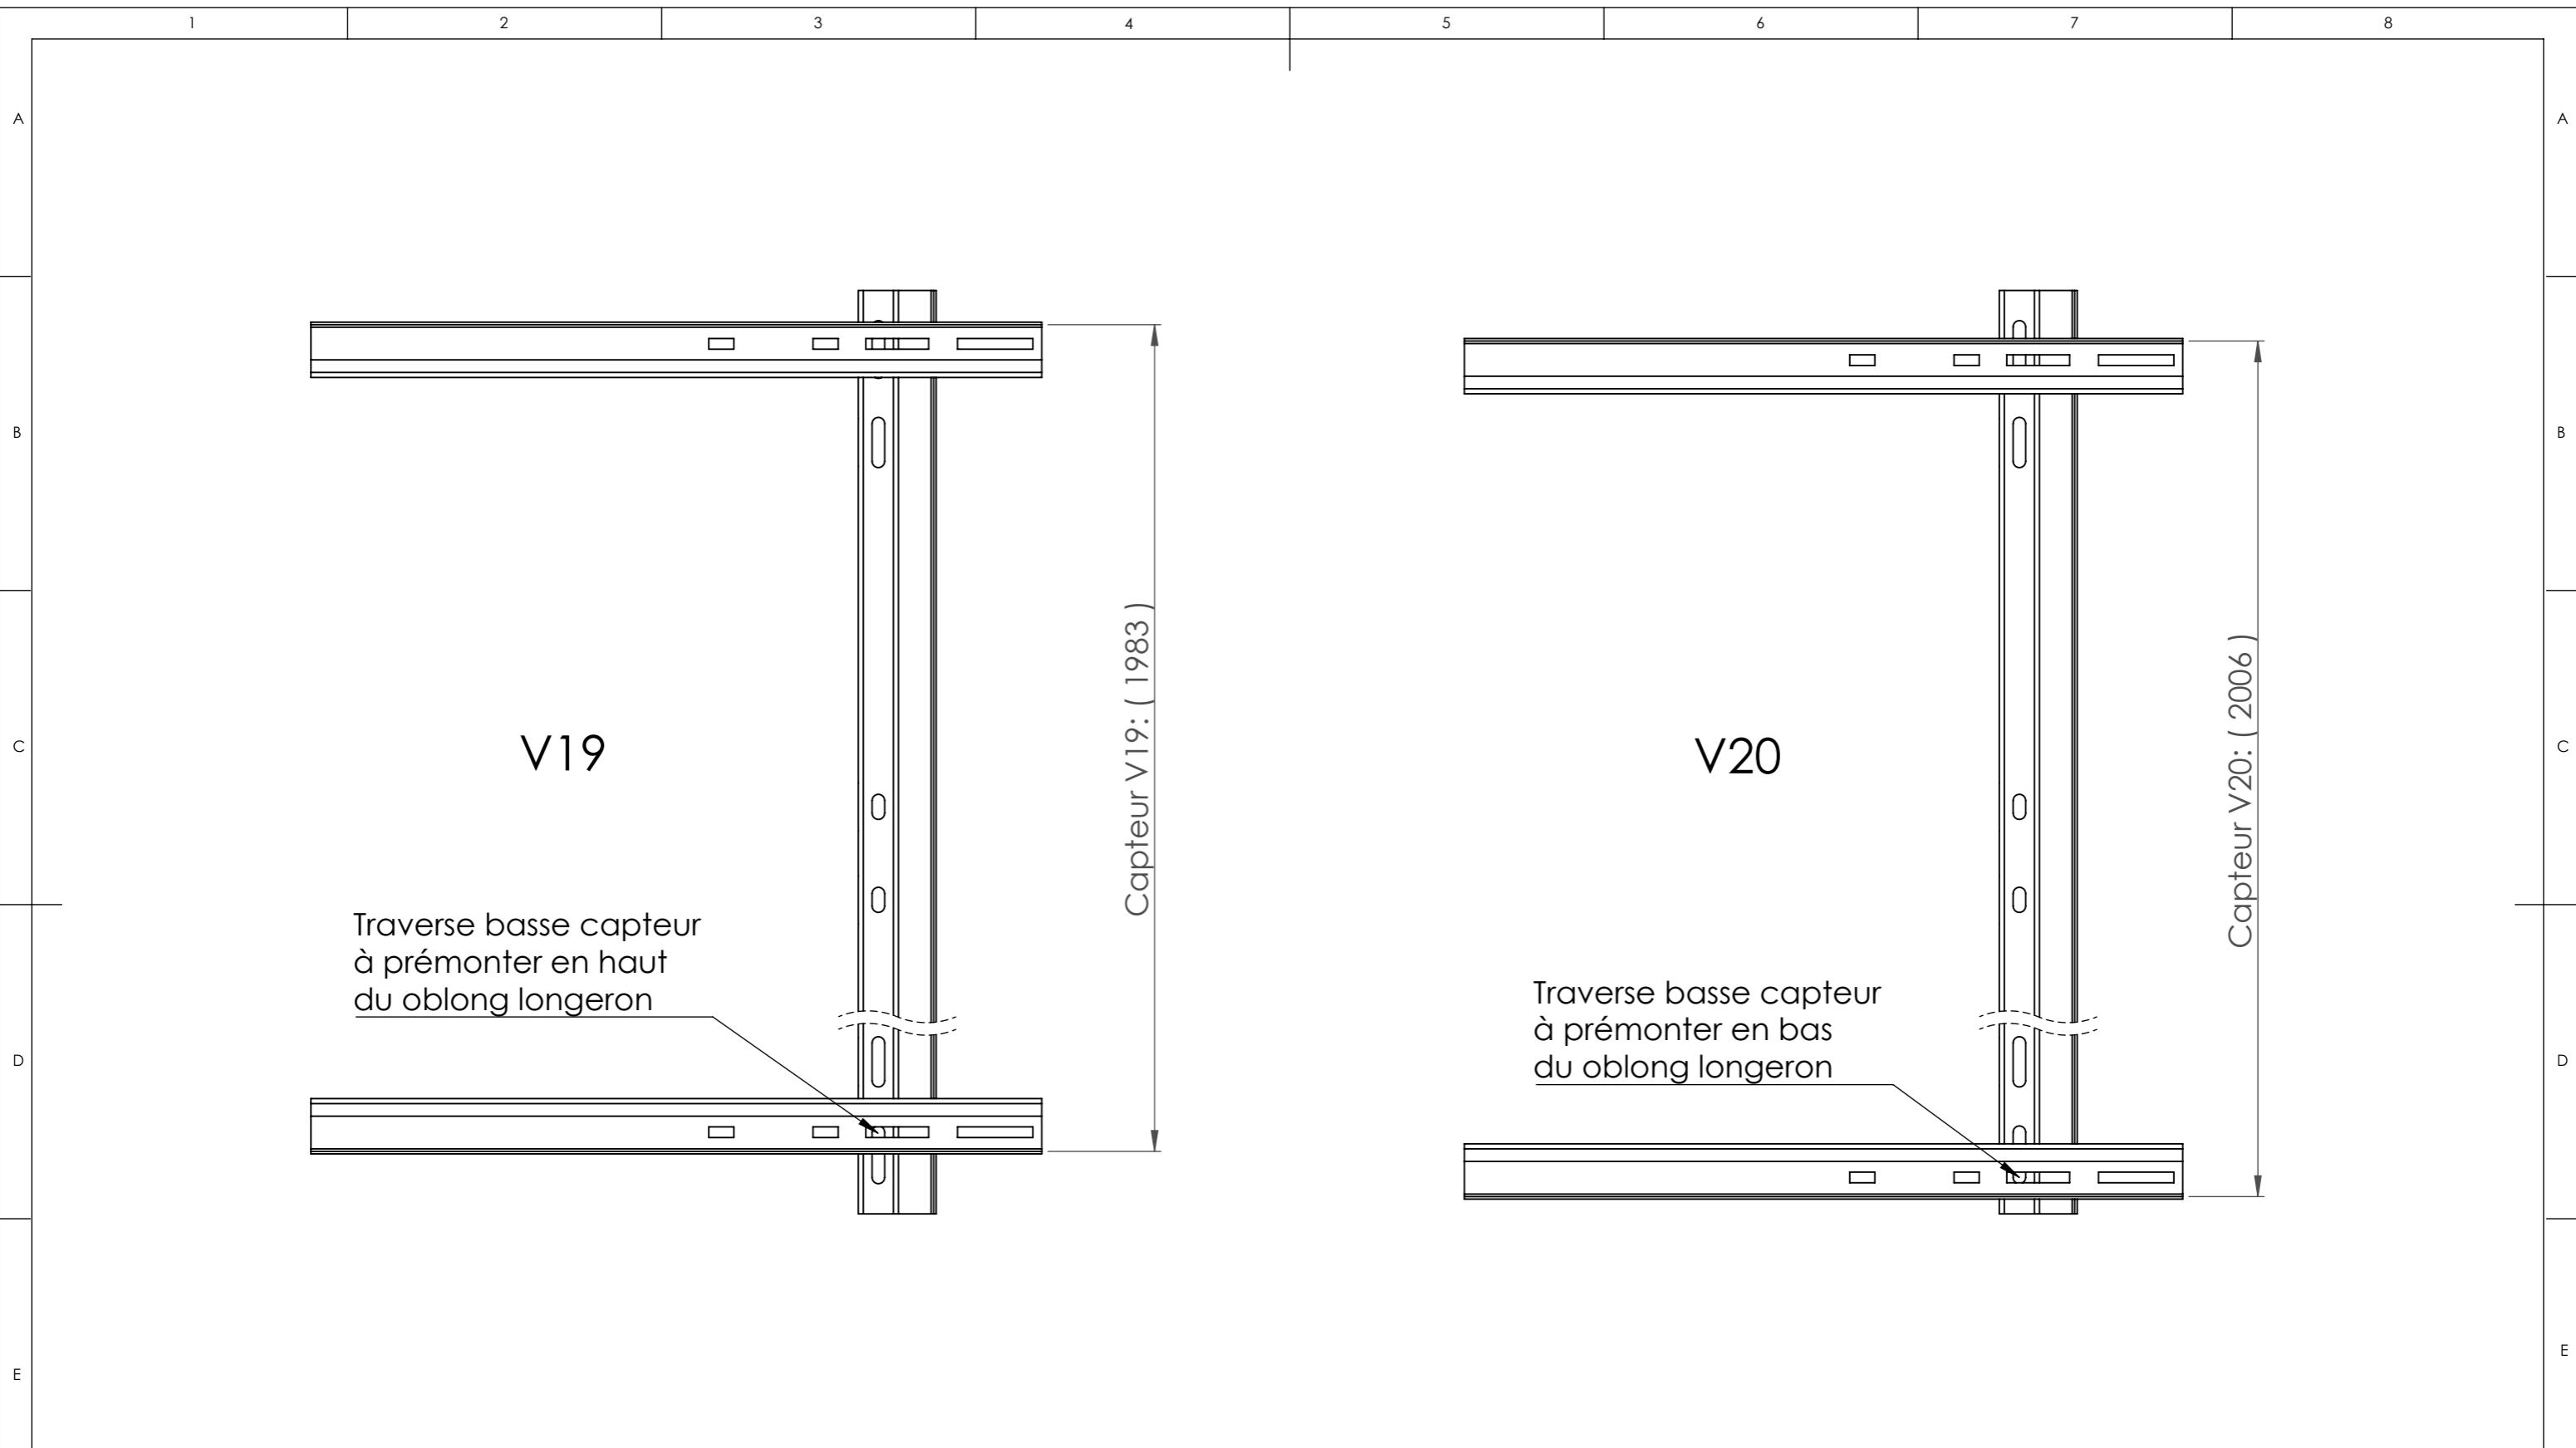 1 2 3 4 5 6 7 8
A A
B B
V19
Capteur V19: ( 1983 )
V20
Capteur V20: ( 2006 )
C C
Traverse basse capteur
à prémonter en haut
du oblong longeron
Traverse basse capteur
à prémonter en bas
du oblong longeron
D D
E E